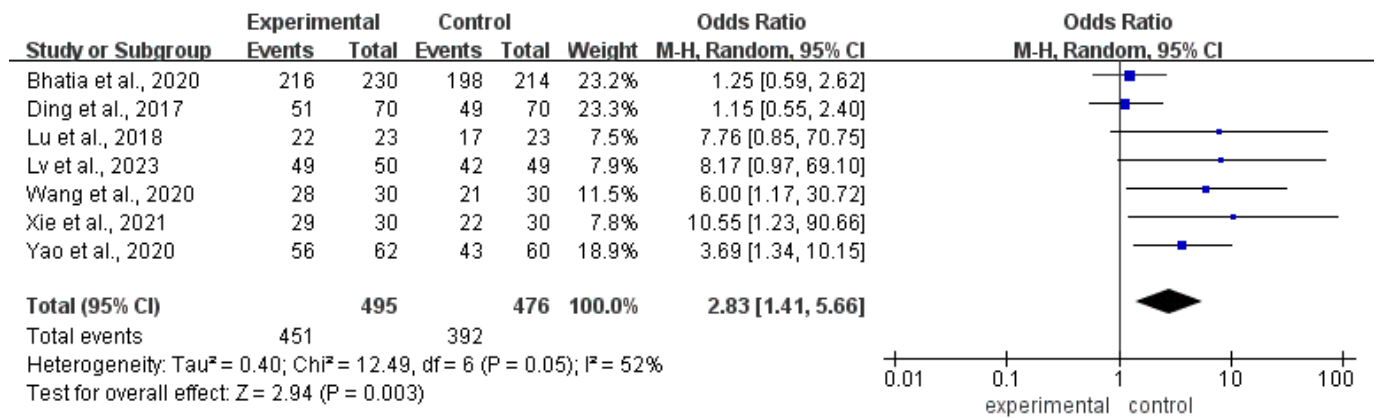 Experimental Control Odds Ratio Odds Ratio
Study or Subgroup Events Total Events Total Weight M-H, Random, 95% CI M-H, Random, 95% CI
Bhatia et al., 2020 216 230 198 214 23.2% 1.25 [0.59, 2.62]
Ding et al., 2017 51 70 49 70 23.3% 1.15 [0.55, 2.40]
Lu et al., 2018 22 23 17 23 7.5% 7.76 [0.85, 70.75]
Lv et al., 2023 49 50 42 49 7.9% 8.17 [0.97, 69.10]
Wang et al., 2020 28 30 21 30 11.5% 6.00 [1.17, 30.72]
Xie et al., 2021 29 30 22 30 7.8% 10.55 [1.23, 90.66]
Yao et al., 2020 56 62 43 60 18.9% 3.69 [1.34, 10.15]
Total (95% CI) 495 476 100.0% 2.83 [1.41, 5.66]
Total events 451 392
Heterogeneity: Tau² = 0.40; Chi² = 12.49, df = 6 (P = 0.05); I² = 52%
Test for overall effect: Z = 2.94 (P = 0.003)
0.01 0.1 1 10 100
experimental control